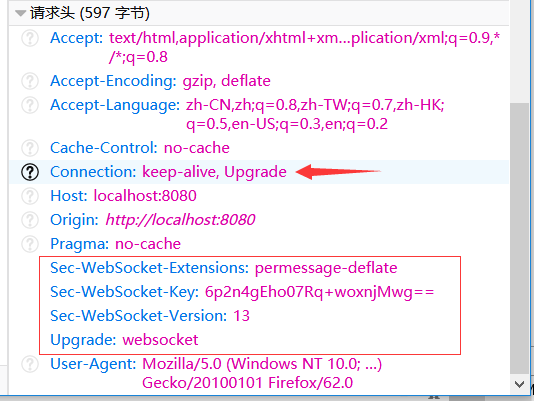 请求头 (597 字节)
Accept: text/html,application/xhtml+xm...plication/xml;q=0.9,*
/*;q=0.8
Accept-Encoding: gzip, deflate
Accept-Language: zh-CN,zh;q=0.8,zh-TW;q=0.7,zh-HK;
q=0.5,en-US;q=0.3,en;q=0.2
Cache-Control: no-cache
Connection: keep-alive, Upgrade
Host: localhost:8080
Origin: http://localhost:8080
Pragma: no-cache
Sec-WebSocket-Extensions: permessage-deflate
Sec-WebSocket-Key: 6p2n4gEho07Rq+woxnjMwg==
Sec-WebSocket-Version: 13
Upgrade: websocket
User-Agent: Mozilla/5.0 (Windows NT 10.0; ...)
Gecko/20100101 Firefox/62.0